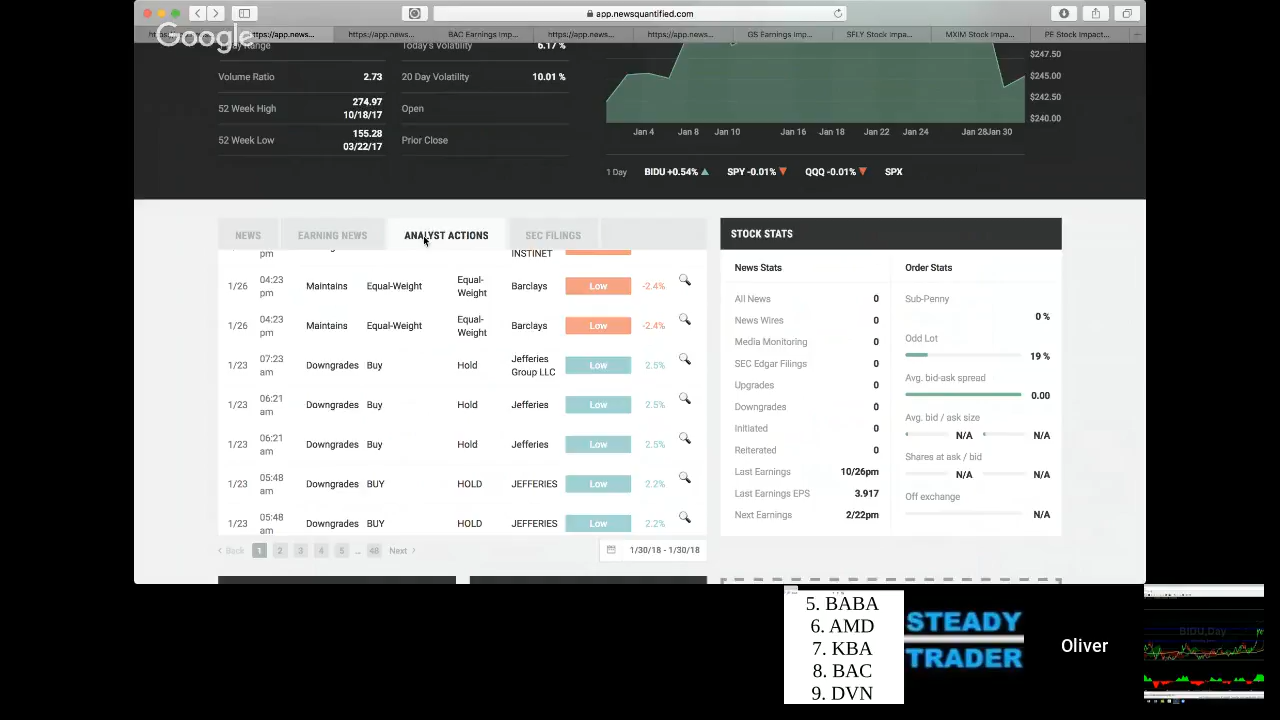 app.newsquantified.com
Google
https://app.news...
BAC Earnings Imp...
https://app.news...
https://app.news...
GS Earnings Imp...
SFLY Stock Impa...
MXIM Stock Impa...
PE Stock Impact...
Today's Volatility 6.17 %
Volume Ratio 2.73
20 Day Volatility 10.01 %
52 Week High 274.97 10/18/17
Open
52 Week Low 155.28 03/22/17
Prior Close
$247.50
$245.00
$242.50
$240.00
Jan 4 Jan 8 Jan 10 Jan 16 Jan 18 Jan 22 Jan 24 Jan 28 Jan 30
1 Day BIDU +0.54% SPY -0.01% QQQ -0.01% SPX
NEWS EARNING NEWS ANALYST ACTIONS SEC FILINGS
pm INSTINET
1/26 04:23 pm Maintains Equal-Weight Equal-Weight Barclays Low -2.4%
1/26 04:23 pm Maintains Equal-Weight Equal-Weight Barclays Low -2.4%
1/23 07:23 am Downgrades Buy Hold Jefferies Group LLC Low 2.5%
1/23 06:21 am Downgrades Buy Hold Jefferies Low 2.5%
1/23 06:21 am Downgrades Buy Hold Jefferies Low 2.5%
1/23 05:48 am Downgrades BUY HOLD JEFFERIES Low 2.2%
1/23 05:48 am Downgrades BUY HOLD JEFFERIES Low 2.2%
Back 1 2 3 4 5 ... 48 Next
1/30/18 - 1/30/18
STOCK STATS
News Stats
All News 0
News Wires 0
Media Monitoring 0
SEC Edgar Filings 0
Upgrades 0
Downgrades 0
Initiated 0
Reiterated 0
Last Earnings 10/26pm
Last Earnings EPS 3.917
Next Earnings 2/22pm
Order Stats
Sub-Penny
0 %
Odd Lot
19 %
Avg. bid-ask spread
0.00
Avg. bid / ask size
N/A N/A
Shares at ask / bid
N/A N/A
Off exchange
N/A
5. BABA
6. AMD
7. KBA
8. BAC
9. DVN
STEADY
TRADER
Oliver
BIDU,Day